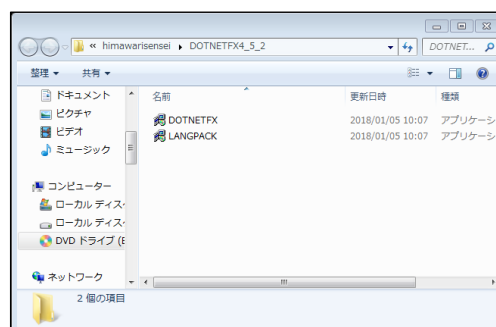 « himawarisensei ▸ DOTNETFX4_5_2
DOTNET...
整理 ▾ 共有 ▾
名前 更新日時 種類
ドキュメント
ピクチャ
ビデオ
ミュージック
コンピューター
ローカル ディス
ローカル ディス
DVD ドライブ (E
ネットワーク
DOTNETFX 2018/01/05 10:07 アプリケーシ
LANGPACK 2018/01/05 10:07 アプリケーシ
2 個の項目